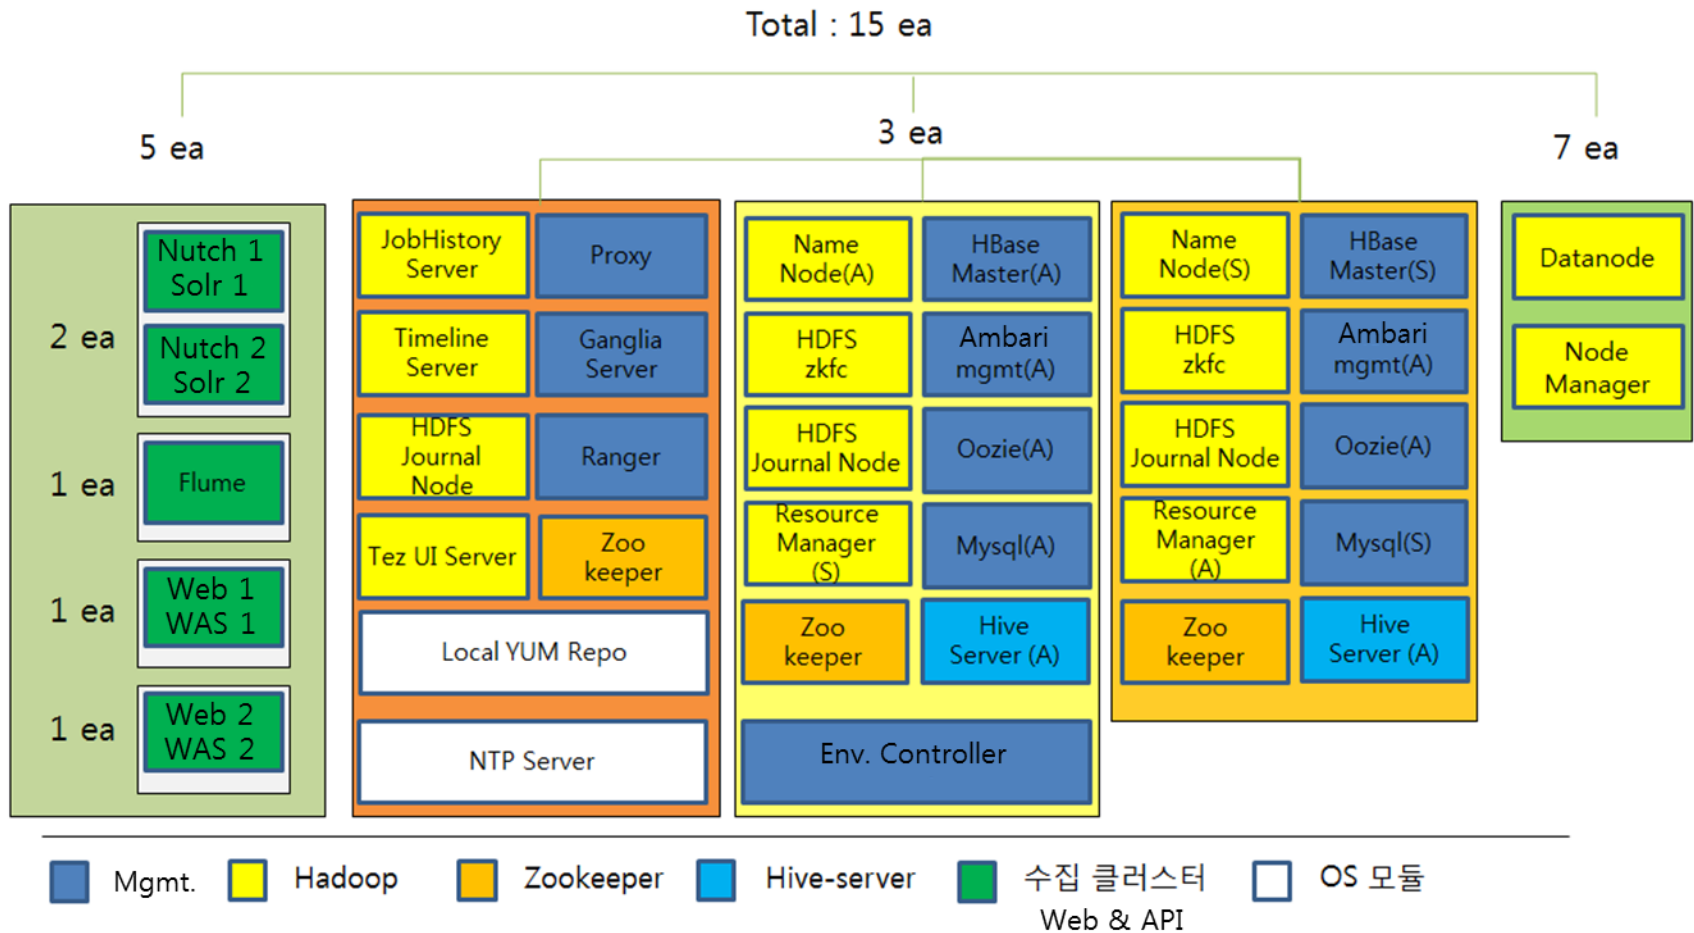 Total : 15 ea
5 ea
3 ea
7 ea
2 ea
Nutch 1
Solr 1
Nutch 2
Solr 2
1 ea
Flume
1 ea
Web 1
WAS 1
1 ea
Web 2
WAS 2
JobHistory
Server
Proxy
Timeline
Server
Ganglia
Server
HDFS
Journal
Node
Ranger
Tez UI Server
Zoo
keeper
Local YUM Repo
NTP Server
Name
Node(A)
HBase
Master(A)
HDFS
zkfc
Ambari
mgmt(A)
HDFS
Journal Node
Oozie(A)
Resource
Manager
(S)
Mysql(A)
Zoo
keeper
Hive
Server (A)
Env. Controller
Name
Node(S)
HBase
Master(S)
HDFS
zkfc
Ambari
mgmt(A)
HDFS
Journal Node
Oozie(A)
Resource
Manager
(A)
Mysql(S)
Zoo
keeper
Hive
Server (A)
Datanode
Node
Manager
Mgmt.
Hadoop
Zookeeper
Hive-server
수집 클러스터
Web & API
OS 모듈